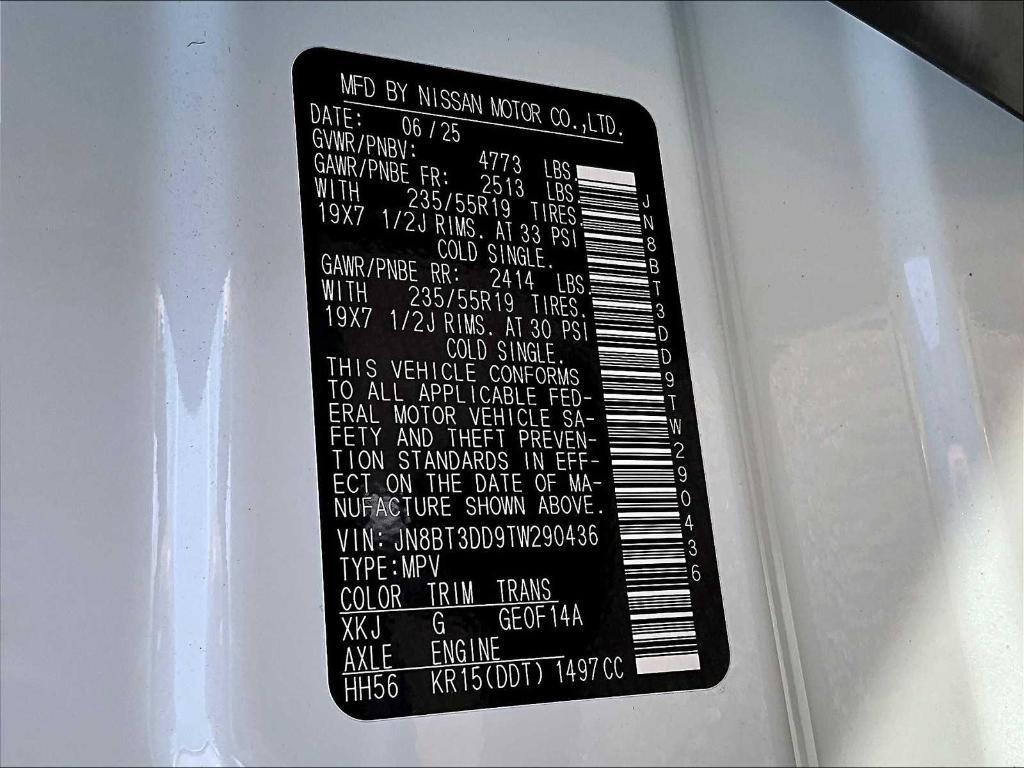 MFD BY NISSAN MOTOR CO.,LTD.
DATE: 06/25
GVWR/PNBV: 4773 LBS
GAWR/PNBE FR: 2513 LBS
WITH 235/55R19 TIRES
19X7 1/2J RIMS. AT 33 PSI
COLD SINGLE.
GAWR/PNBE RR: 2414 LBS
WITH 235/55R19 TIRES.
19X7 1/2J RIMS. AT 30 PSI
COLD SINGLE.
THIS VEHICLE CONFORMS
TO ALL APPLICABLE FED-
ERAL MOTOR VEHICLE SA-
FETY AND THEFT PREVEN-
TION STANDARDS IN EFF-
ECT ON THE DATE OF MA-
NUFACTURE SHOWN ABOVE.
VIN: JN8BT3DD9TW290436
TYPE:MPV
COLOR TRIM TRANS
XKJ G GEOF14A
AXLE ENGINE
HH56 KR15(DDT) 1497CC
JN8BT3DD9TW290436